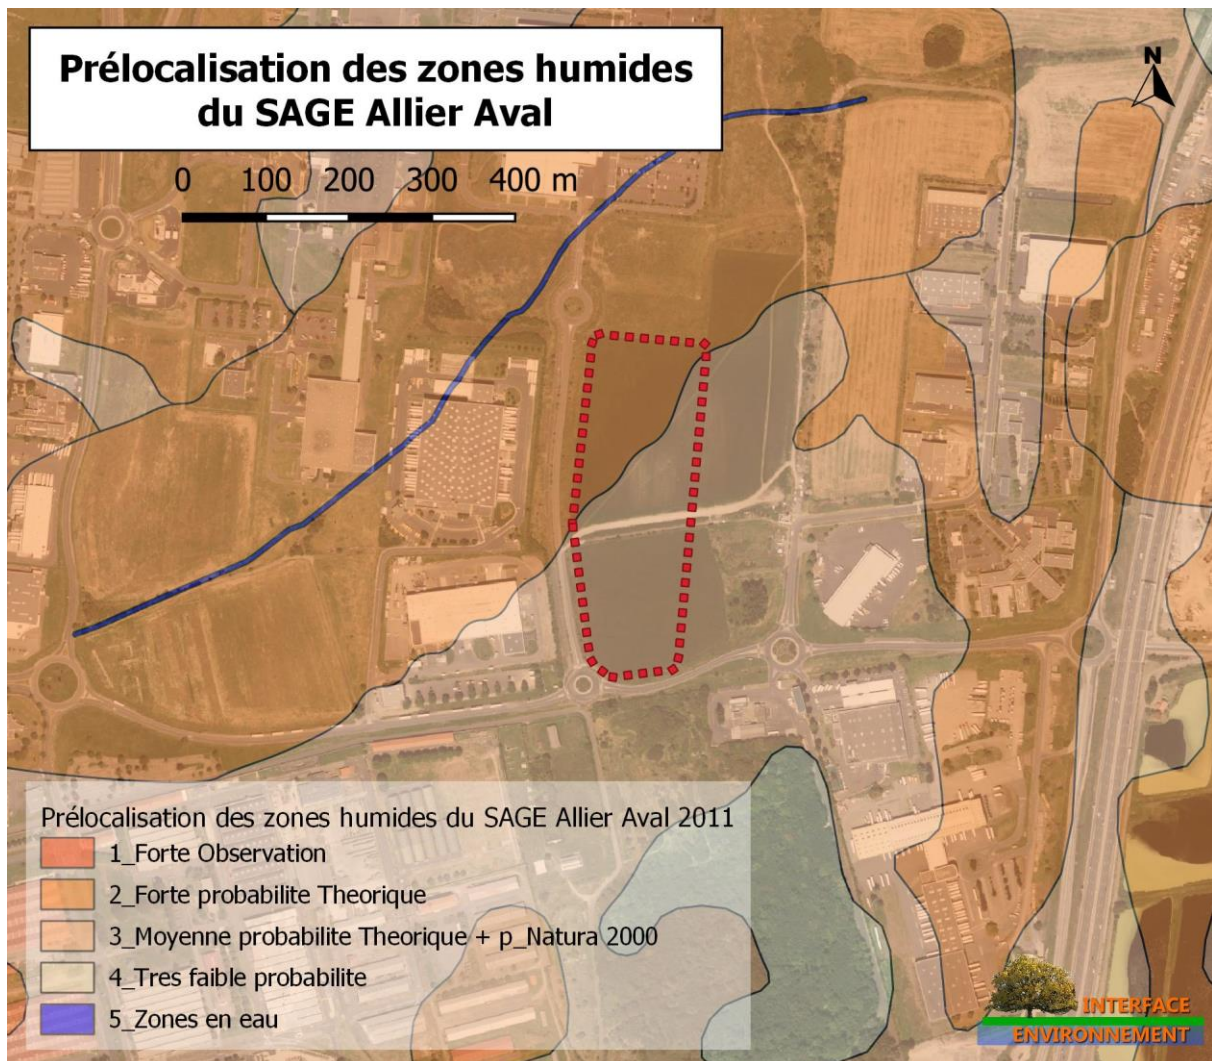 Prélocalisation des zones humides
du SAGE Allier Aval
N
0 100 200 300 400 m
Prélocalisation des zones humides du SAGE Allier Aval 2011
1_Forte Observation
2_Forte probabilite Theorique
3_Moyenne probabilite Theorique + p_Natura 2000
4_Tres faible probabilite
5_Zones en eau
INTERFACE
ENVIRONNEMENT